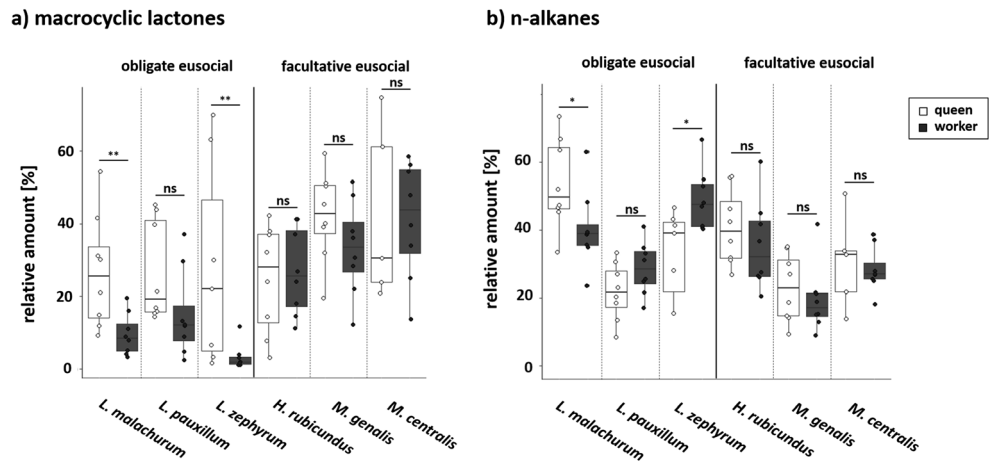 a) macrocyclic lactones
obligate eusocial facultative eusocial
relative amount [%]
60
40
20
0
** ns ** ns ns ns
L. malachurum
L. pauxillum
L. zephyrum
H. rubicundus
M. genalis
M. centralis
b) n-alkanes
obligate eusocial facultative eusocial
relative amount [%]
60
40
20
0
* ns * ns ns ns
L. malachurum
L. pauxillum
L. zephyrum
H. rubicundus
M. genalis
M. centralis
queen
worker